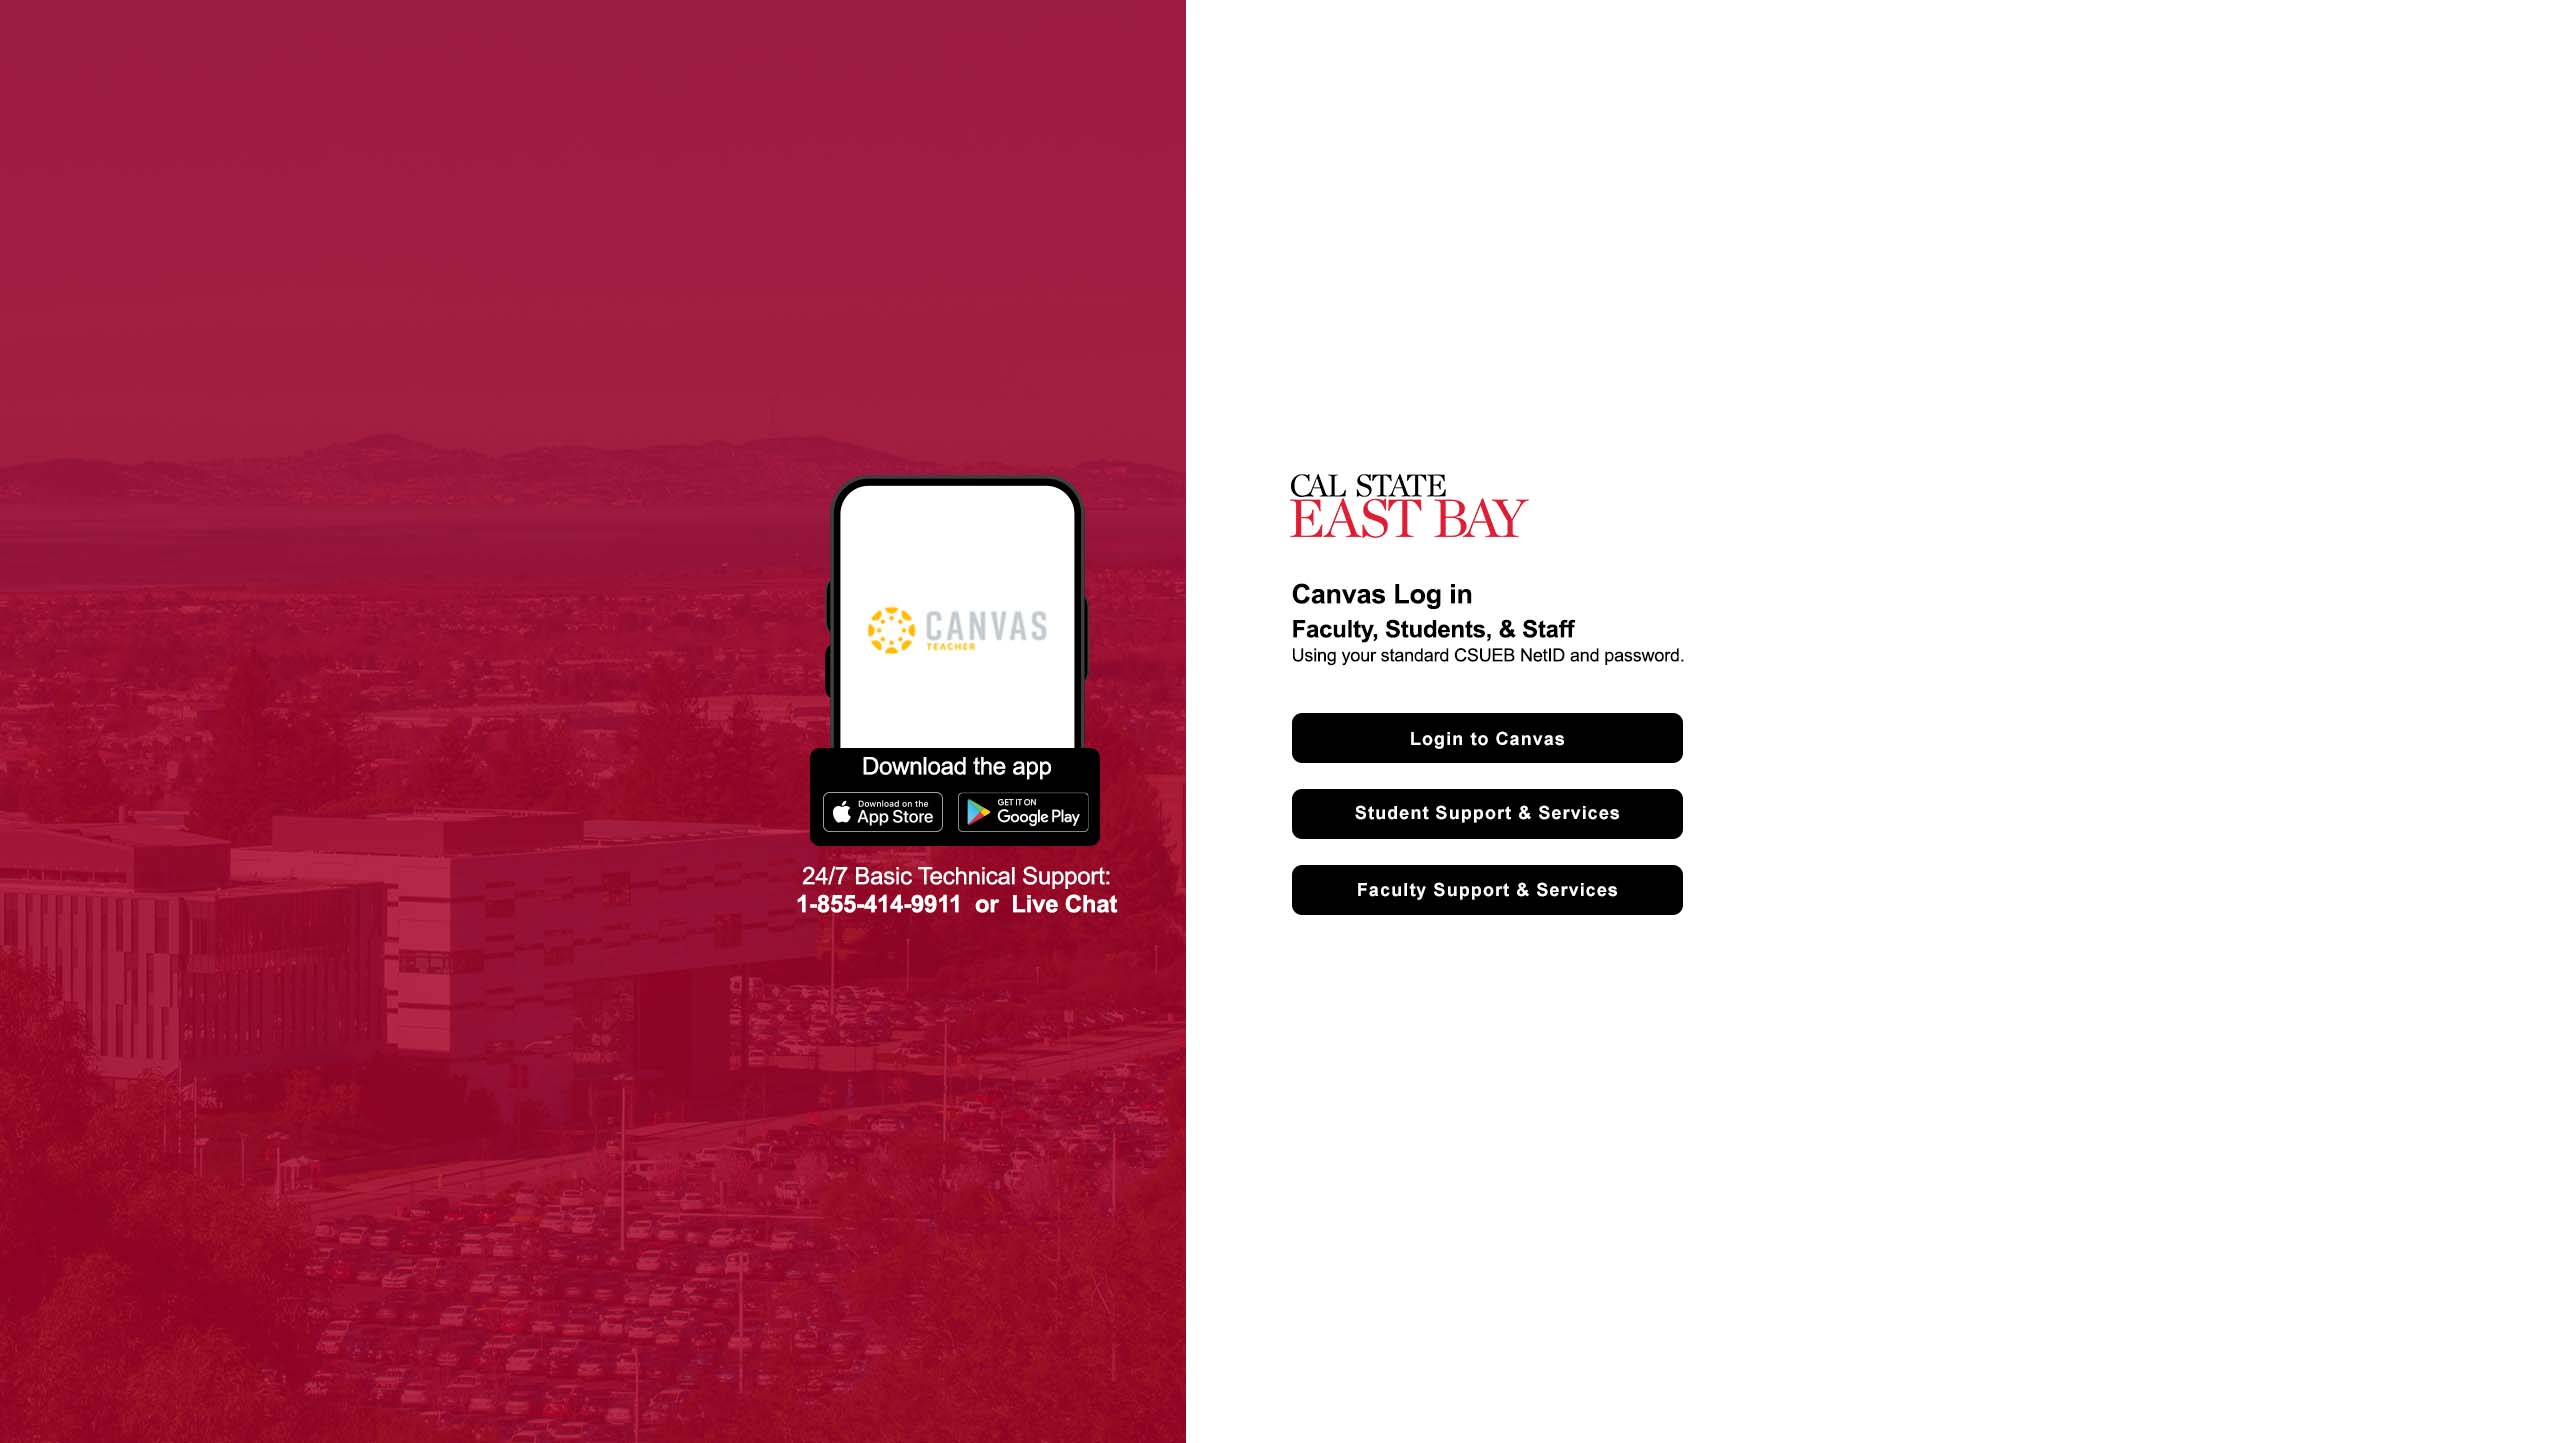 CANVAS
TEACHER
Download the app
Download on the
App Store
GET IT ON
Google Play
24/7 Basic Technical Support:
1-855-414-9911 or Live Chat
CAL STATE
EAST BAY
Canvas Log in
Faculty, Students, & Staff
Using your standard CSUEB NetID and password.
Login to Canvas
Student Support & Services
Faculty Support & Services